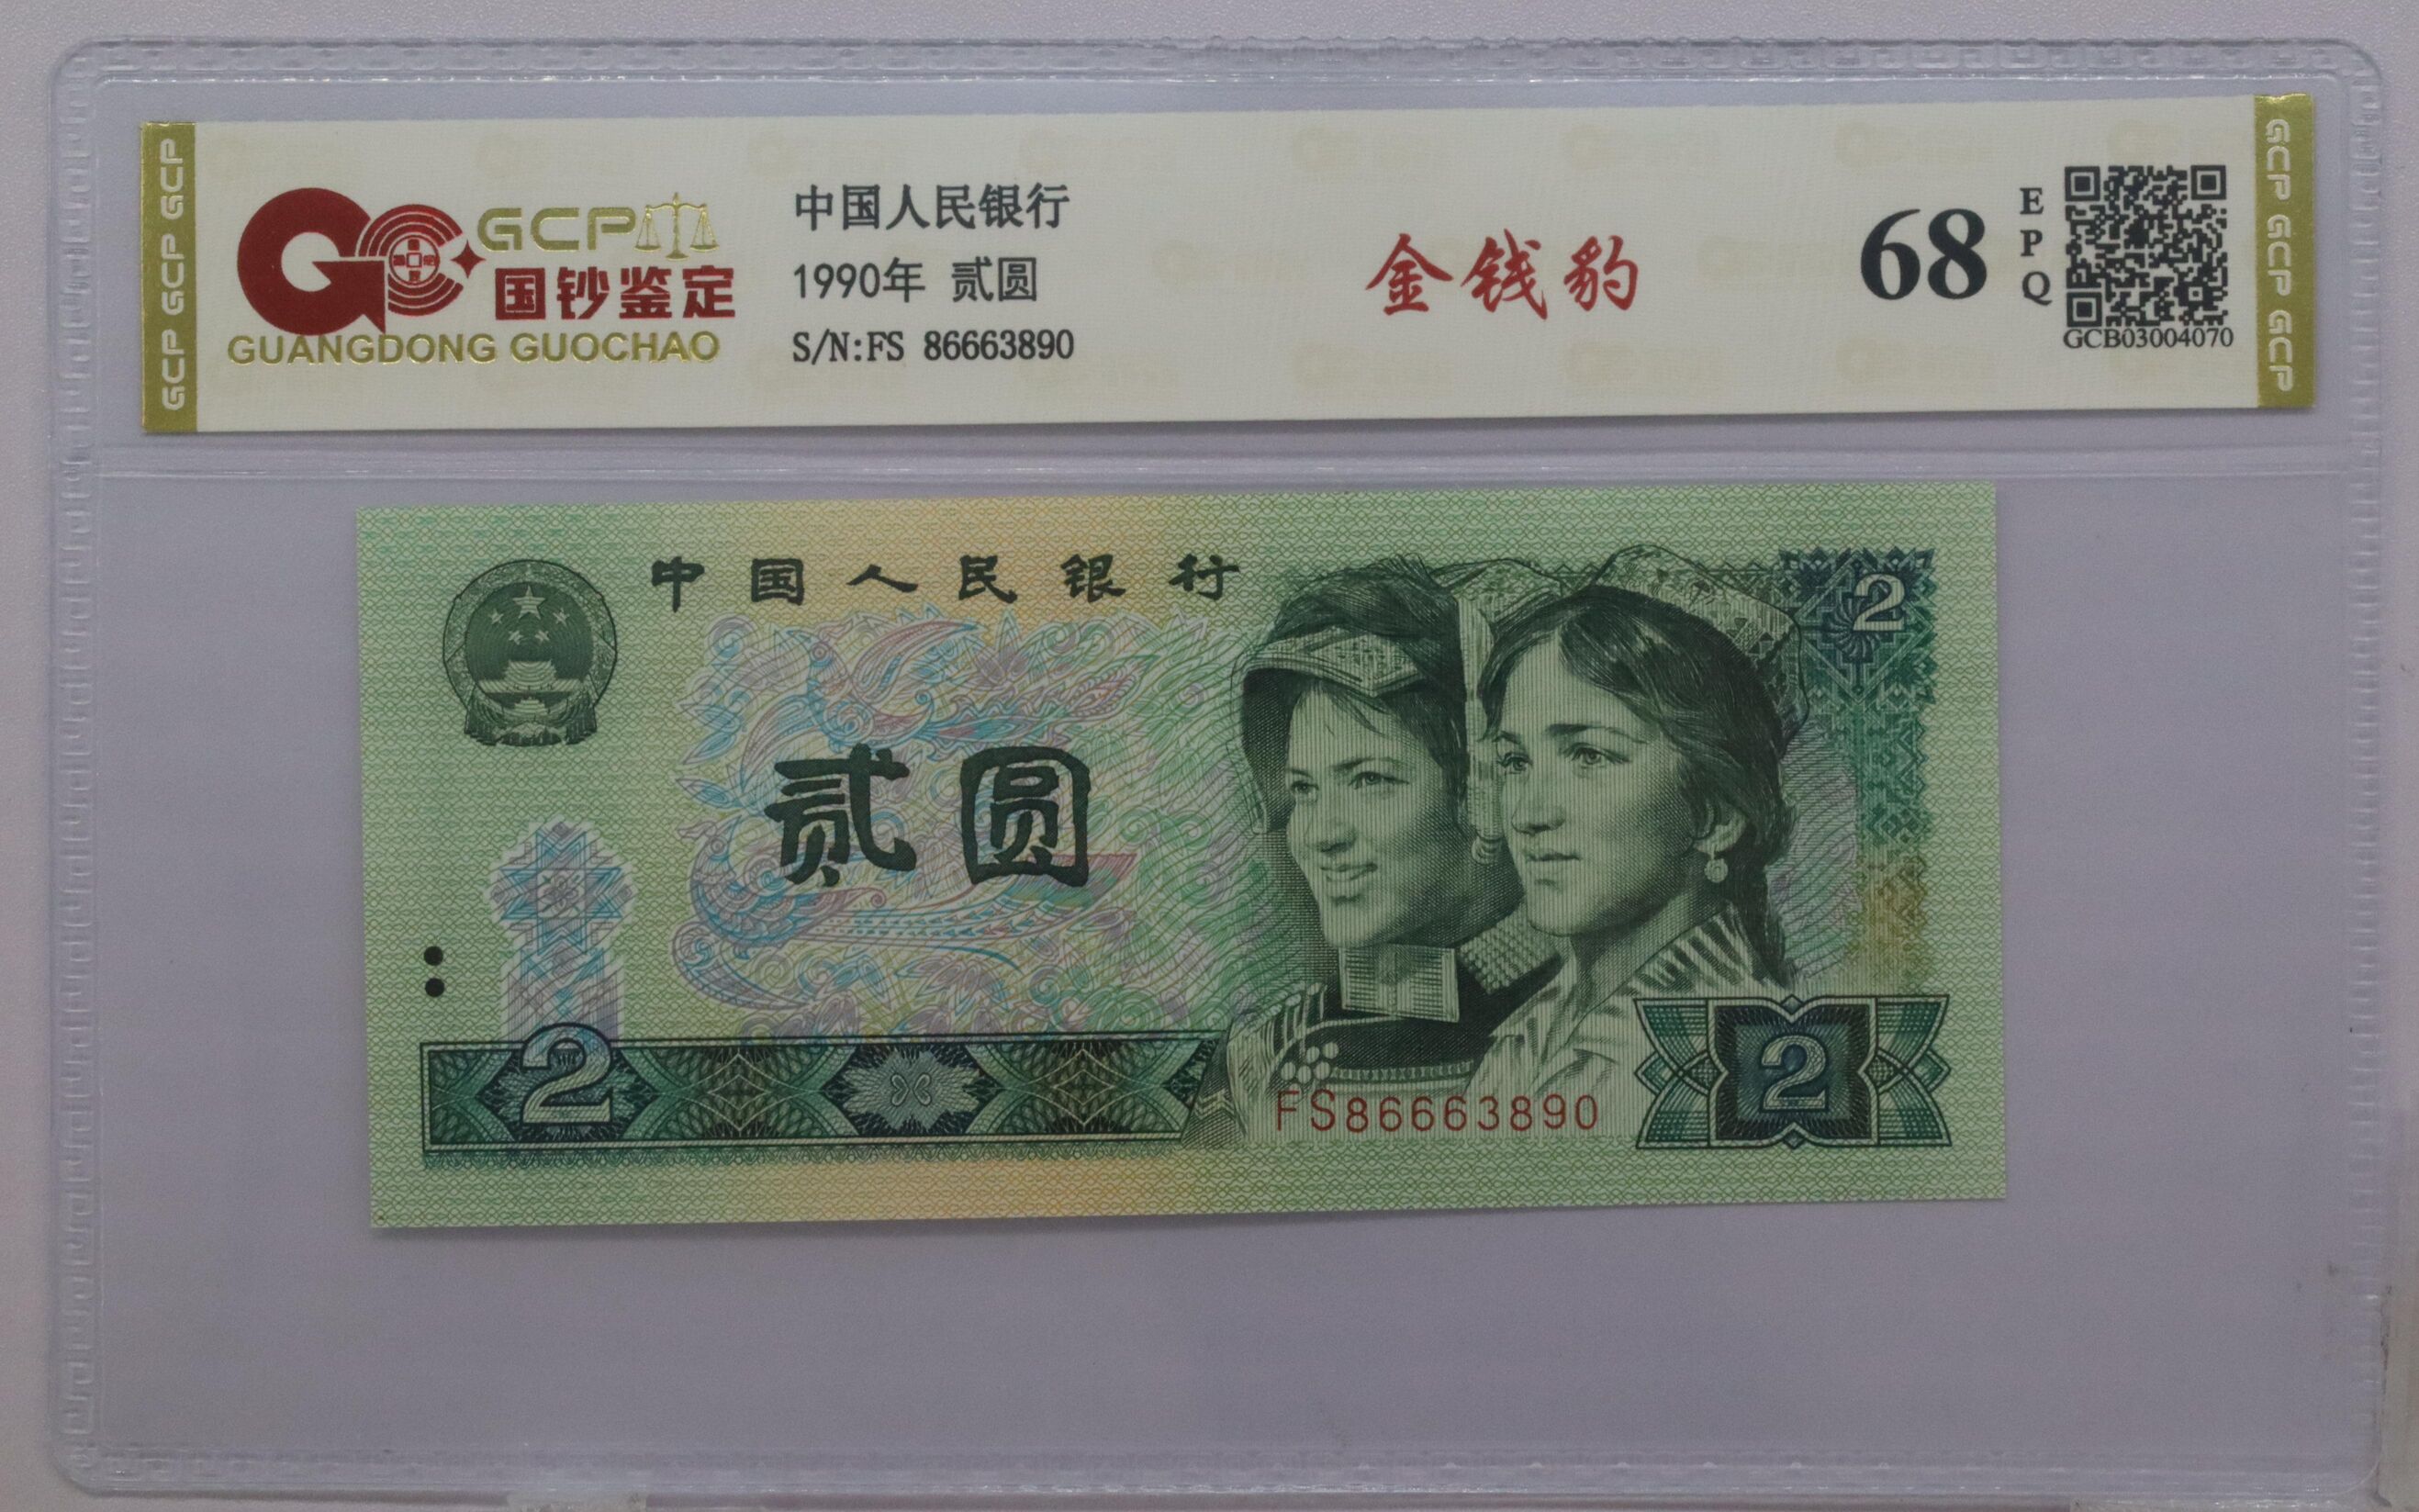 GCP GCP GCP
GCP
国钞鉴定
GUANGDONG GUOCHAO
中国人民银行
1990年 贰圆
S/N:FS 86663890
金钱豹
68
EPQ
GCB03004070
GCP GCP GCP
中国人民银行
2
贰圆
2
FS86663890
2